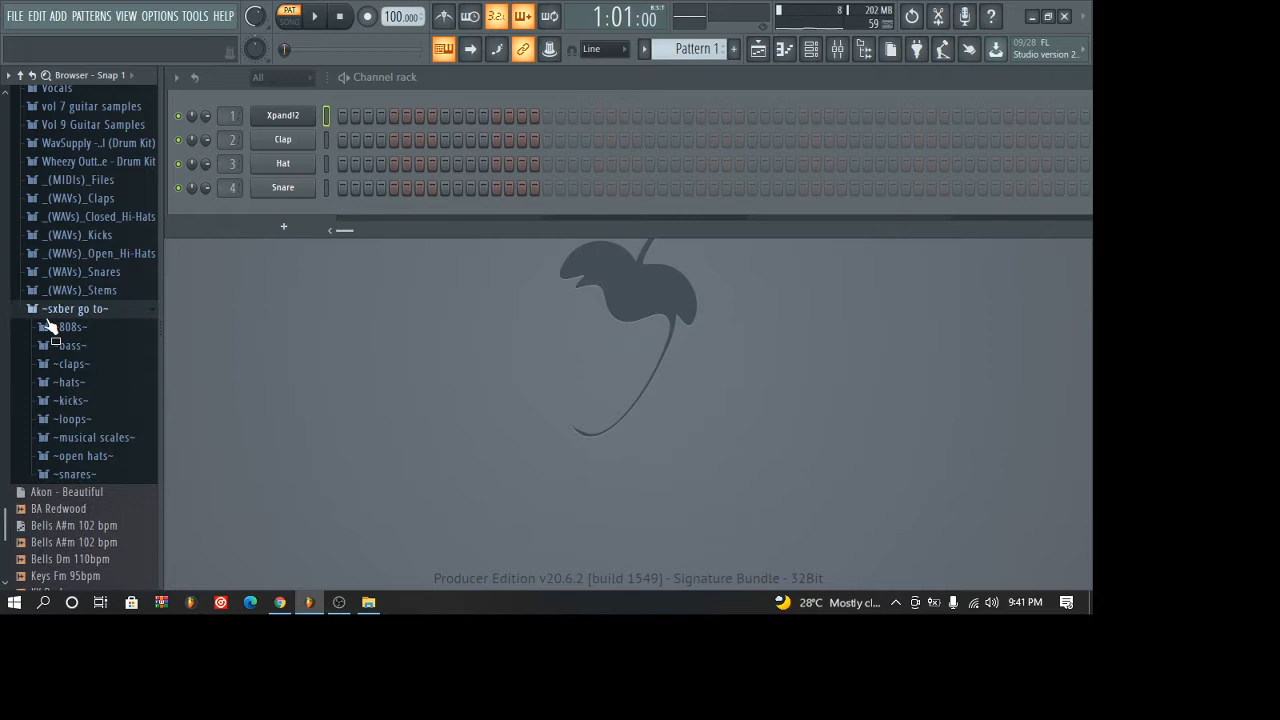 FILE EDIT ADD PATTERNS VIEW OPTIONS TOOLS HELP
PAT
SONG
100.000
3.2.
1:01:00
B:S:T
8
202 MB
59
Line
Pattern 1
09/28 FL
Studio version 2..
Browser - Snap 1
All
Channel rack
Vocals
vol 7 guitar samples
Vol 9 Guitar Samples
WavSupply -..l (Drum Kit)
Wheezy Outt..e - Drum Kit
_(MIDIs)_Files
_(WAVs)_Claps
_(WAVs)_Closed_Hi-Hats
_(WAVs)_Kicks
_(WAVs)_Open_Hi-Hats
_(WAVs)_Snares
_(WAVs)_Stems
~sxber go to~
808s~
bass~
~claps~
~hats~
~kicks~
~loops~
~musical scales~
~open hats~
~snares~
Akon - Beautiful
BA Redwood
Bells A#m 102 bpm
Bells A#m 102 bpm
Bells Dm 110bpm
Keys Fm 95bpm
1 Xpand!2
2 Clap
3 Hat
4 Snare
Producer Edition v20.6.2 [build 1549] - Signature Bundle - 32Bit
28°C Mostly cl...
9:41 PM